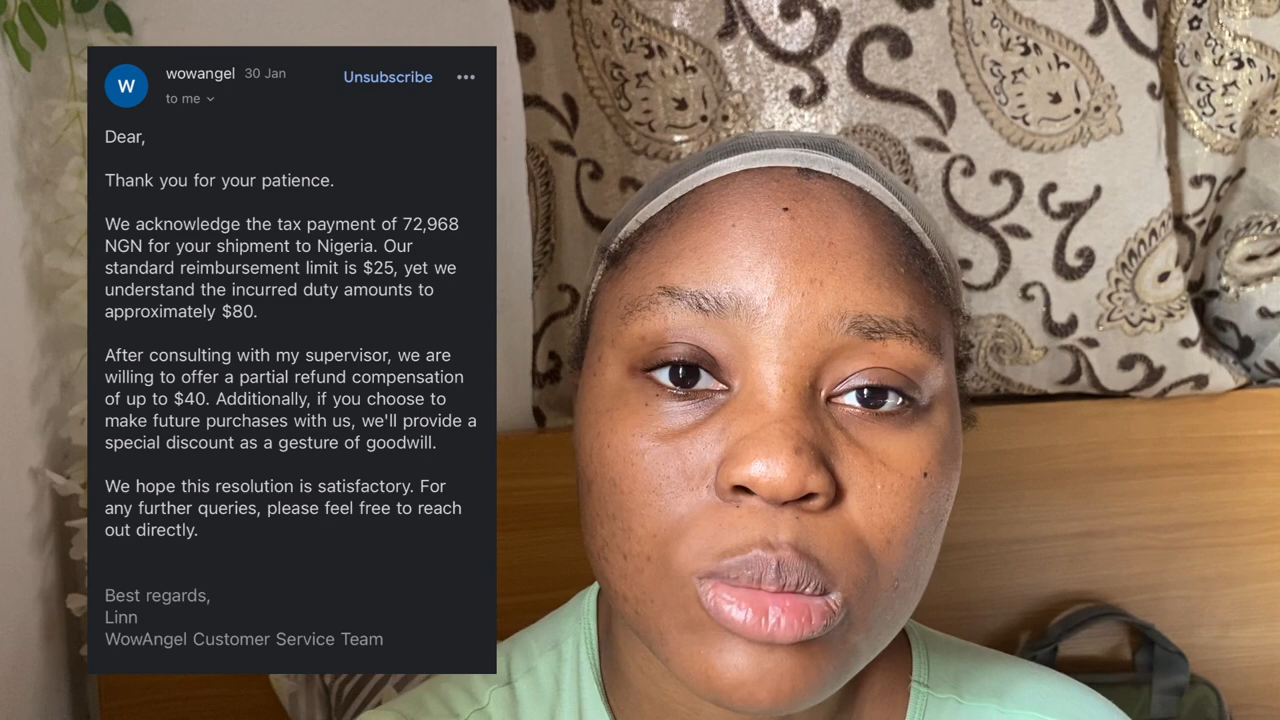 W
wowangel 30 Jan
Unsubscribe
to me
Dear,
Thank you for your patience.
We acknowledge the tax payment of 72,968
NGN for your shipment to Nigeria. Our
standard reimbursement limit is $25, yet we
understand the incurred duty amounts to
approximately $80.
After consulting with my supervisor, we are
willing to offer a partial refund compensation
of up to $40. Additionally, if you choose to
make future purchases with us, we'll provide a
special discount as a gesture of goodwill.
We hope this resolution is satisfactory. For
any further queries, please feel free to reach
out directly.
Best regards,
Linn
WowAngel Customer Service Team